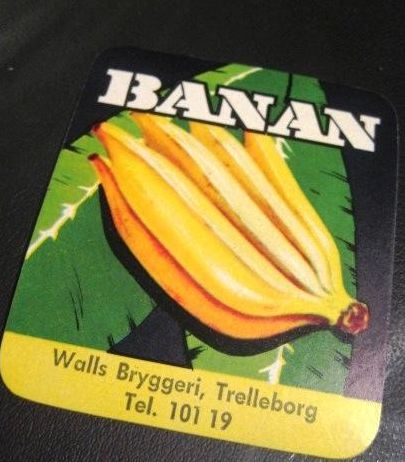 BANAN
Walls Bryggeri, Trelleborg
Tel. 101 19